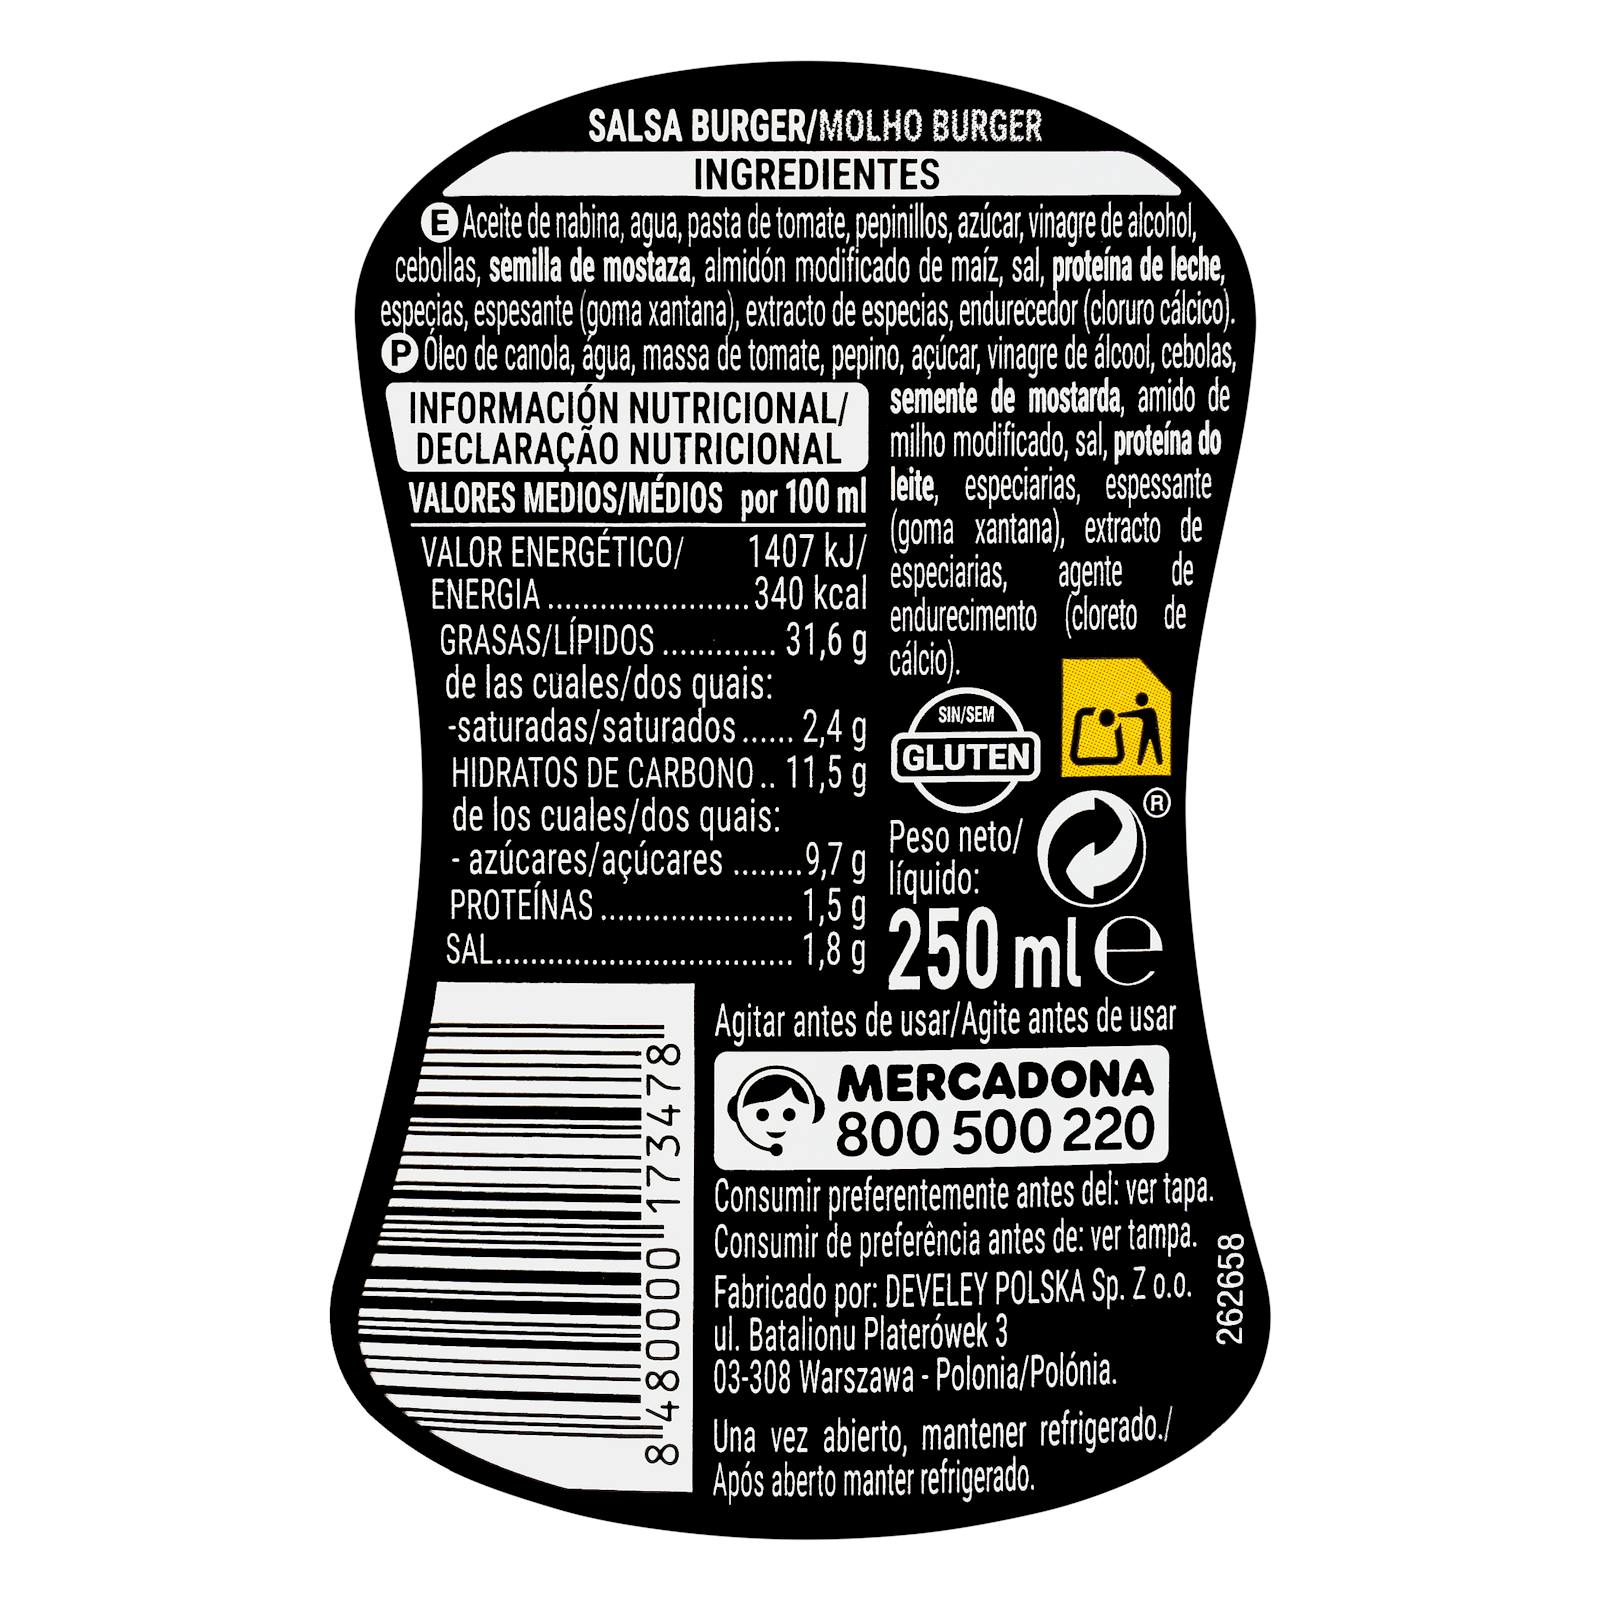 SALSA BURGER/MOLHO BURGER
INGREDIENTES
E Aceite de nabina, agua, pasta de tomate, pepinillos, azúcar, vinagre de alcohol,
cebollas, semilla de mostaza, almidón modificado de maíz, sal, proteína de leche,
especias, espesante (goma xantana), extracto de especias, endurecedor (cloruro cálcico).
P Óleo de canola, água, massa de tomate, pepino, açúcar, vinagre de álcool, cebolas,
semente de mostarda, amido de
milho modificado, sal, proteína do
leite, especiarias, espessante
(goma xantana), extracto de
especiarias, agente de
endurecimento (cloreto de
cálcio).
INFORMACIÓN NUTRICIONAL/
DECLARAÇÃO NUTRICIONAL
VALORES MEDIOS/MÉDIOS por 100 ml
VALOR ENERGÉTICO/ 1407 kJ/
ENERGIA ....................... 340 kcal
GRASAS/LÍPIDOS ............. 31,6 g
de las cuales/dos quais:
-saturadas/saturados ...... 2,4 g
HIDRATOS DE CARBONO .. 11,5 g
de los cuales/dos quais:
- azúcares/açúcares ........ 9,7 g
PROTEÍNAS ...................... 1,5 g
SAL .................................. 1,8 g
SIN/SEM
GLUTEN
®
Peso neto/
líquido:
250 ml e
Agitar antes de usar/Agite antes de usar
MERCADONA
800 500 220
Consumir preferentemente antes del: ver tapa.
Consumir de preferência antes de: ver tampa.
Fabricado por: DEVELEY POLSKA Sp. Z o.o.
ul. Batalionu Platerówek 3
03-308 Warszawa - Polonia/Polónia.
Una vez abierto, mantener refrigerado./
Após aberto manter refrigerado.
262658
8 480000 173478